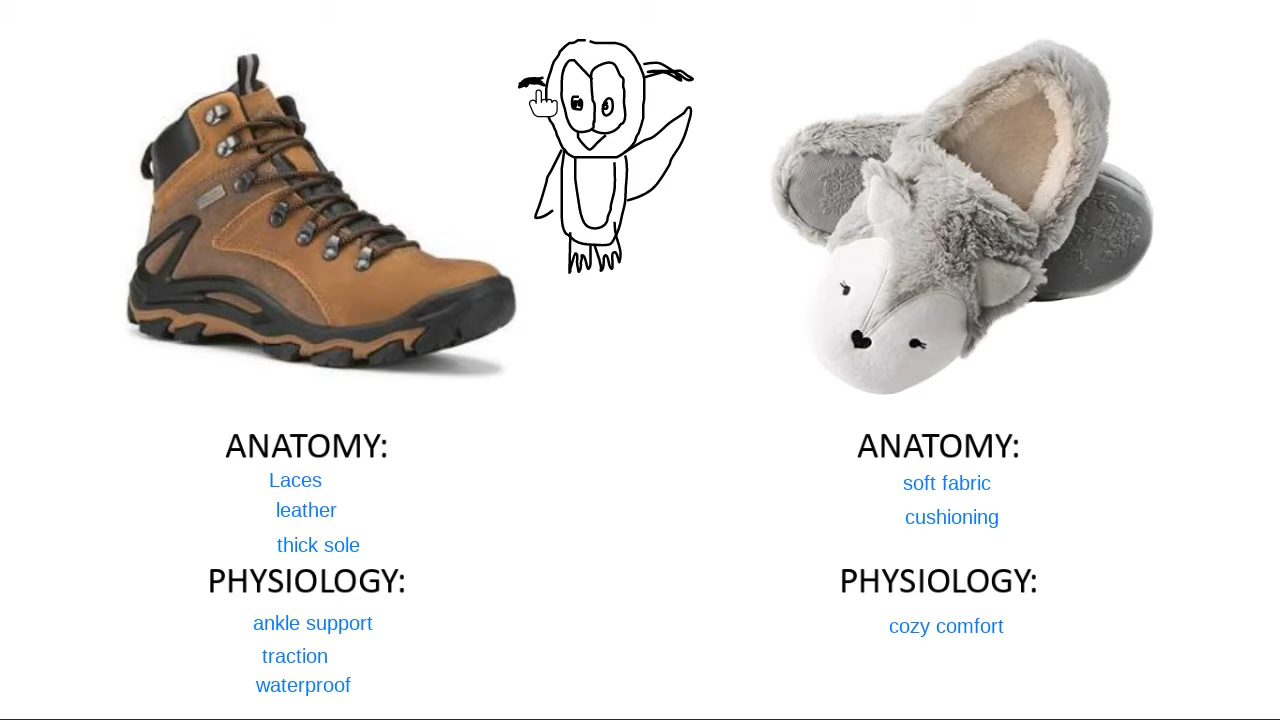 ANATOMY:
Laces
leather
thick sole
PHYSIOLOGY:
ankle support
traction
waterproof
ANATOMY:
soft fabric
cushioning
PHYSIOLOGY:
cozy comfort